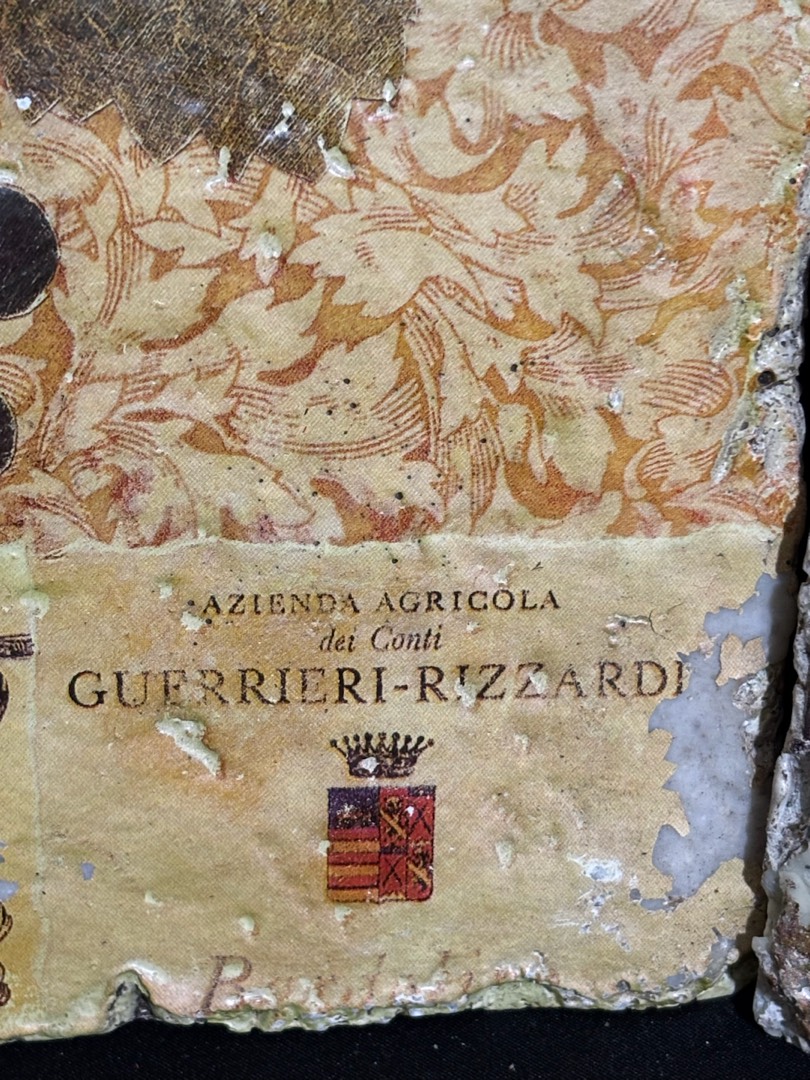 AZIENDA AGRICOLA
dei Conti
GUERRIERI-RIZZARDI